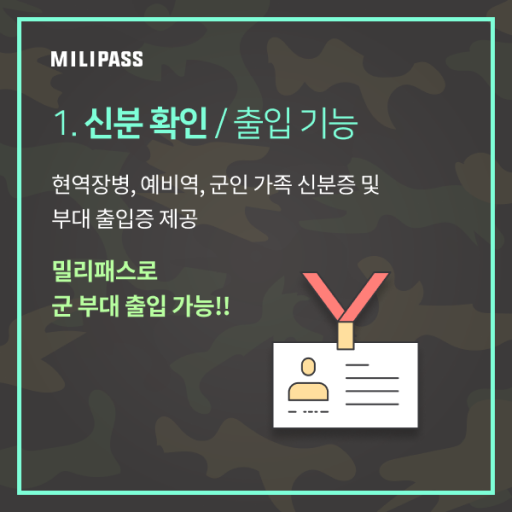 MILIPASS
1. 신분 확인 / 출입 기능
현역장병, 예비역, 군인 가족 신분증 및
부대 출입증 제공
밀리패스로
군 부대 출입 가능!!